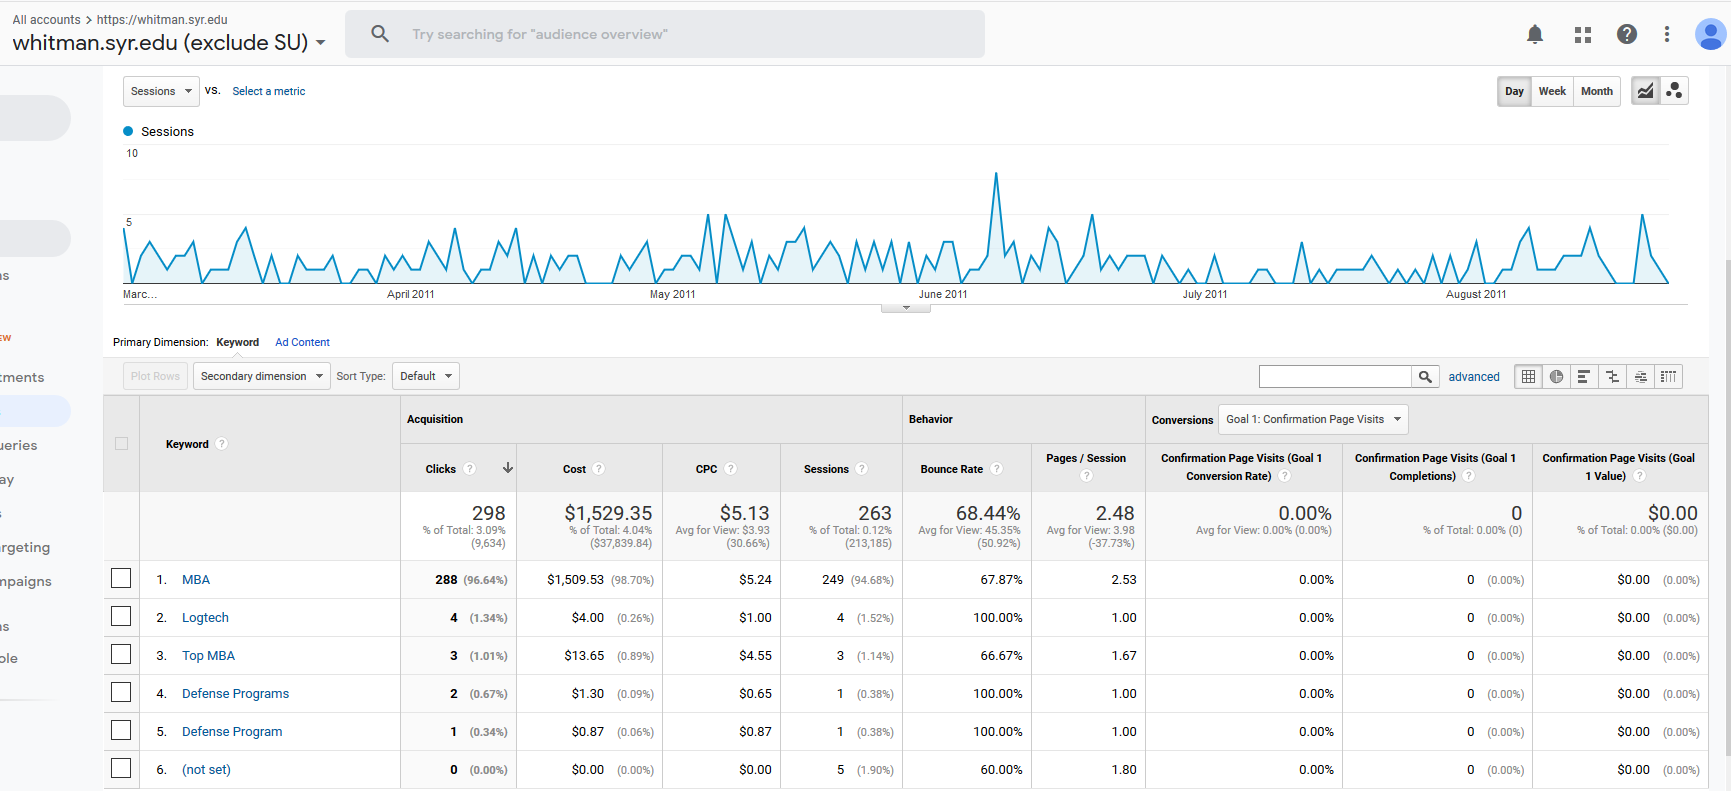 All accounts > https://whitman.syr.edu
whitman.syr.edu (exclude SU)
Try searching for "audience overview"
Sessions
VS.
Select a metric
Day
Week
Month
Sessions
10
5
Marc...
April 2011
May 2011
June 2011
July 2011
August 2011
Primary Dimension: Keyword Ad Content
Plot Rows
Secondary dimension
Sort Type:
Default
advanced
Keyword
Acquisition
Behavior
Conversions
Goal 1: Confirmation Page Visits
Clicks
Cost
CPC
Sessions
Bounce Rate
Pages / Session
Confirmation Page Visits (Goal 1
Conversion Rate)
Confirmation Page Visits (Goal 1
Completions)
Confirmation Page Visits (Goal
1 Value)
298
% of Total: 3.09%
(9,634)
$1,529.35
% of Total: 4.04%
($37,839.84)
$5.13
Avg for View: $3.93
(30.66%)
263
% of Total: 0.12%
(213,185)
68.44%
Avg for View: 45.35%
(50.92%)
2.48
Avg for View: 3.98
(-37.73%)
0.00%
Avg for View: 0.00% (0.00%)
0
% of Total: 0.00% (0)
$0.00
% of Total: 0.00% ($0.00)
1. MBA 288 (96.64%) $1,509.53 (98.70%) $5.24 249 (94.68%) 67.87% 2.53 0.00% 0 (0.00%) $0.00 (0.00%)
2. Logtech 4 (1.34%) $4.00 (0.26%) $1.00 4 (1.52%) 100.00% 1.00 0.00% 0 (0.00%) $0.00 (0.00%)
3. Top MBA 3 (1.01%) $13.65 (0.89%) $4.55 3 (1.14%) 66.67% 1.67 0.00% 0 (0.00%) $0.00 (0.00%)
4. Defense Programs 2 (0.67%) $1.30 (0.09%) $0.65 1 (0.38%) 100.00% 1.00 0.00% 0 (0.00%) $0.00 (0.00%)
5. Defense Program 1 (0.34%) $0.87 (0.06%) $0.87 1 (0.38%) 100.00% 1.00 0.00% 0 (0.00%) $0.00 (0.00%)
6. (not set) 0 (0.00%) $0.00 (0.00%) $0.00 5 (1.90%) 60.00% 1.80 0.00% 0 (0.00%) $0.00 (0.00%)